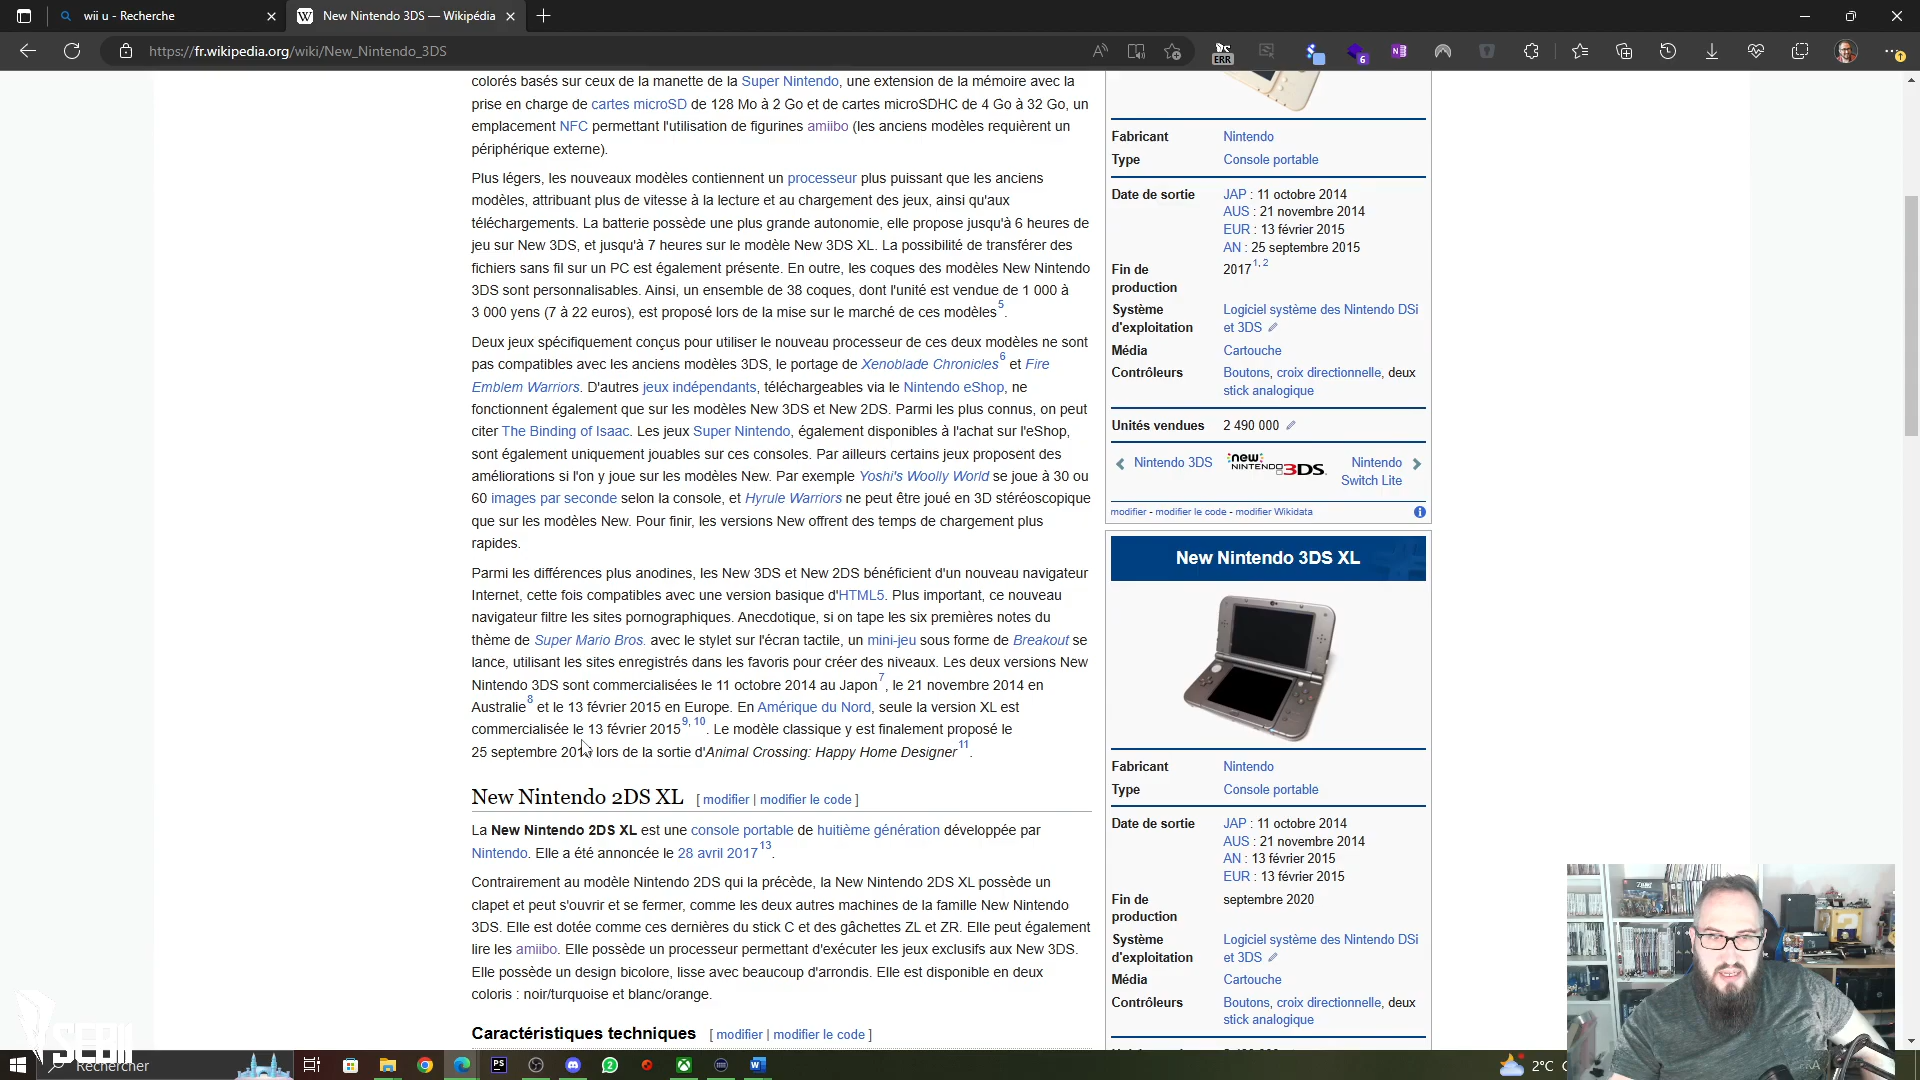 wii u - Recherche
New Nintendo 3DS — Wikipédia
https://fr.wikipedia.org/wiki/New_Nintendo_3DS
ERR
6
colorés basés sur ceux de la manette de la Super Nintendo, une extension de la mémoire avec la
prise en charge de cartes microSD de 128 Mo à 2 Go et de cartes microSDHC de 4 Go à 32 Go, un
emplacement NFC permettant l'utilisation de figurines amiibo (les anciens modèles requièrent un
périphérique externe).
Plus légers, les nouveaux modèles contiennent un processeur plus puissant que les anciens
modèles, attribuant plus de vitesse à la lecture et au chargement des jeux, ainsi qu'aux
téléchargements. La batterie possède une plus grande autonomie, elle propose jusqu'à 6 heures de
jeu sur New 3DS, et jusqu'à 7 heures sur le modèle New 3DS XL. La possibilité de transférer des
fichiers sans fil sur un PC est également présente. En outre, les coques des modèles New Nintendo
3DS sont personnalisables. Ainsi, un ensemble de 38 coques, dont l'unité est vendue de 1 000 à
3 000 yens (7 à 22 euros), est proposé lors de la mise sur le marché de ces modèles5.
Deux jeux spécifiquement conçus pour utiliser le nouveau processeur de ces deux modèles ne sont
pas compatibles avec les anciens modèles 3DS, le portage de Xenoblade Chronicles6 et Fire
Emblem Warriors. D'autres jeux indépendants, téléchargeables via le Nintendo eShop, ne
fonctionnent également que sur les modèles New 3DS et New 2DS. Parmi les plus connus, on peut
citer The Binding of Isaac. Les jeux Super Nintendo, également disponibles à l'achat sur l'eShop,
sont également uniquement jouables sur ces consoles. Par ailleurs certains jeux proposent des
améliorations si l'on y joue sur les modèles New. Par exemple Yoshi's Woolly World se joue à 30 ou
60 images par seconde selon la console, et Hyrule Warriors ne peut être joué en 3D stéréoscopique
que sur les modèles New. Pour finir, les versions New offrent des temps de chargement plus
rapides.
Parmi les différences plus anodines, les New 3DS et New 2DS bénéficient d'un nouveau navigateur
Internet, cette fois compatibles avec une version basique d'HTML5. Plus important, ce nouveau
navigateur filtre les sites pornographiques. Anecdotique, si on tape les six premières notes du
thème de Super Mario Bros. avec le stylet sur l'écran tactile, un mini-jeu sous forme de Breakout se
lance, utilisant les sites enregistrés dans les favoris pour créer des niveaux. Les deux versions New
Nintendo 3DS sont commercialisées le 11 octobre 2014 au Japon7, le 21 novembre 2014 en
Australie8 et le 13 février 2015 en Europe. En Amérique du Nord, seule la version XL est
commercialisée le 13 février 20159, 10. Le modèle classique y est finalement proposé le
25 septembre lors de la sortie d'Animal Crossing: Happy Home Designer11.
New Nintendo 2DS XL [ modifier | modifier le code ]
La New Nintendo 2DS XL est une console portable de huitième génération développée par
Nintendo. Elle a été annoncée le 28 avril 201713.
Contrairement au modèle Nintendo 2DS qui la précède, la New Nintendo 2DS XL possède un
clapet et peut s'ouvrir et se fermer, comme les deux autres machines de la famille New Nintendo
3DS. Elle est dotée comme ces dernières du stick C et des gâchettes ZL et ZR. Elle peut également
lire les amiibo. Elle possède un processeur permettant d'exécuter les jeux exclusifs aux New 3DS.
Elle possède un design bicolore, lisse avec beaucoup d'arrondis. Elle est disponible en deux
coloris : noir/turquoise et blanc/orange.
Caractéristiques techniques [ modifier | modifier le code ]
Fabricant Nintendo
Type Console portable
Date de sortie JAP : 11 octobre 2014
AUS : 21 novembre 2014
EUR : 13 février 2015
AN : 25 septembre 2015
Fin de production 2017 1, 2
Système d'exploitation Logiciel système des Nintendo DSi et 3DS
Média Cartouche
Contrôleurs Boutons, croix directionnelle, deux stick analogique
Unités vendues 2 490 000
Nintendo 3DS new NINTENDO 3DS Nintendo Switch Lite
modifier - modifier le code - modifier Wikidata
New Nintendo 3DS XL
Fabricant Nintendo
Type Console portable
Date de sortie JAP : 11 octobre 2014
AUS : 21 novembre 2014
AN : 13 février 2015
EUR : 13 février 2015
Fin de production septembre 2020
Système d'exploitation Logiciel système des Nintendo DSi et 3DS
Média Cartouche
Contrôleurs Boutons, croix directionnelle, deux stick analogique
SEBII
Rechercher
PS
2
2°C